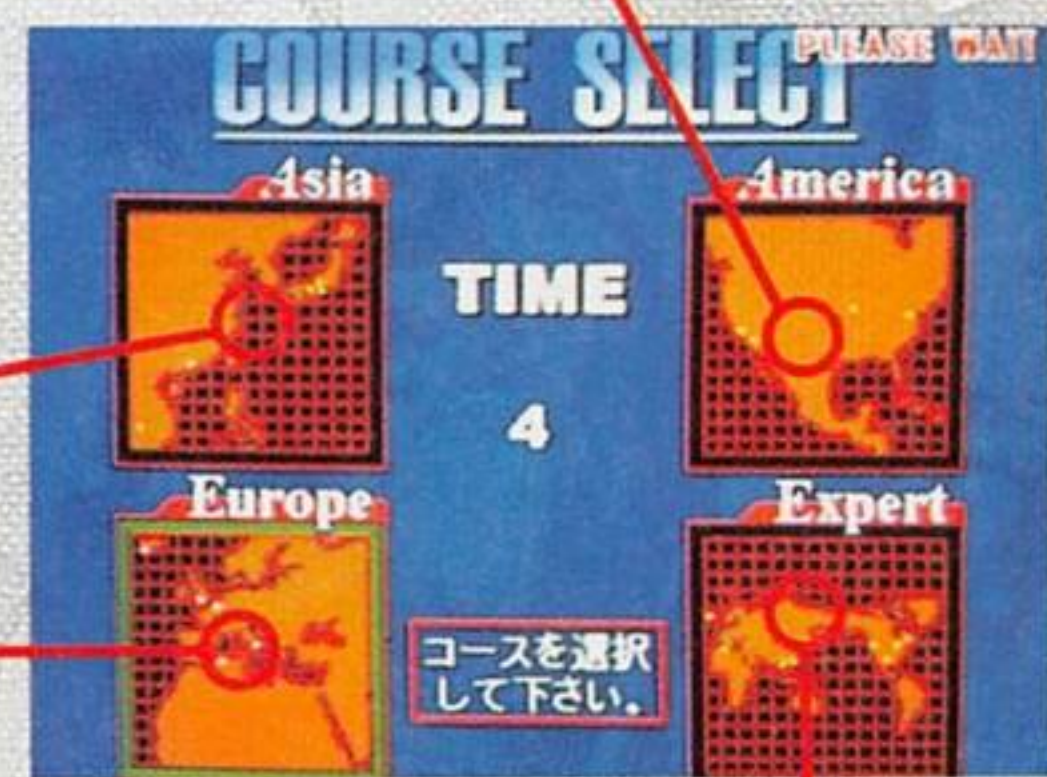 COURSE SELECT
PLEASE WAIT
Asia
America
TIME
4
Europe
Expert
コースを選択
して下さい。